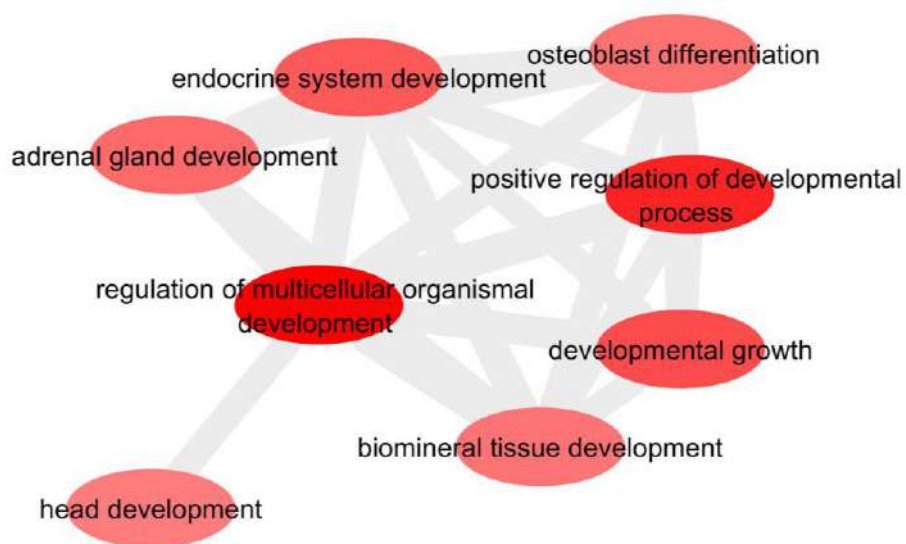 osteoblast differentiation
endocrine system development
adrenal gland development
positive regulation of developmental
process
regulation of multicellular organismal
development
developmental growth
biomineral tissue development
head development